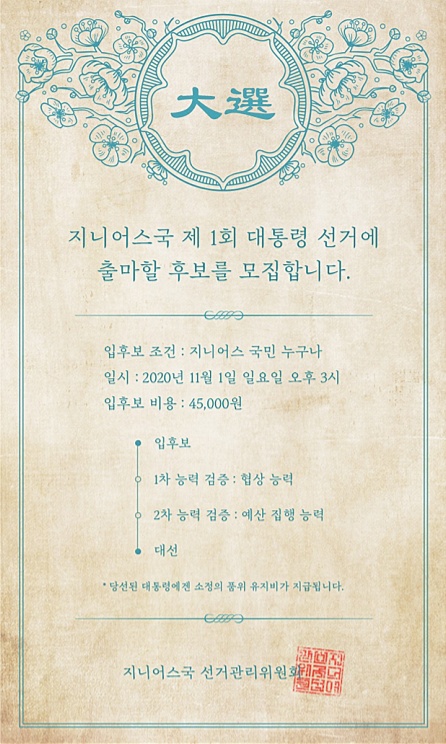 大選
지니어스국 제 1회 대통령 선거에
출마할 후보를 모집합니다.
입후보 조건 : 지니어스 국민 누구나
일시 : 2020년 11월 1일 일요일 오후 3시
입후보 비용 : 45,000원
입후보
1차 능력 검증 : 협상 능력
2차 능력 검증 : 예산 집행 능력
대선
* 당선된 대통령에겐 소정의 품위 유지비가 지급됩니다.
지니어스국 선거관리위원회